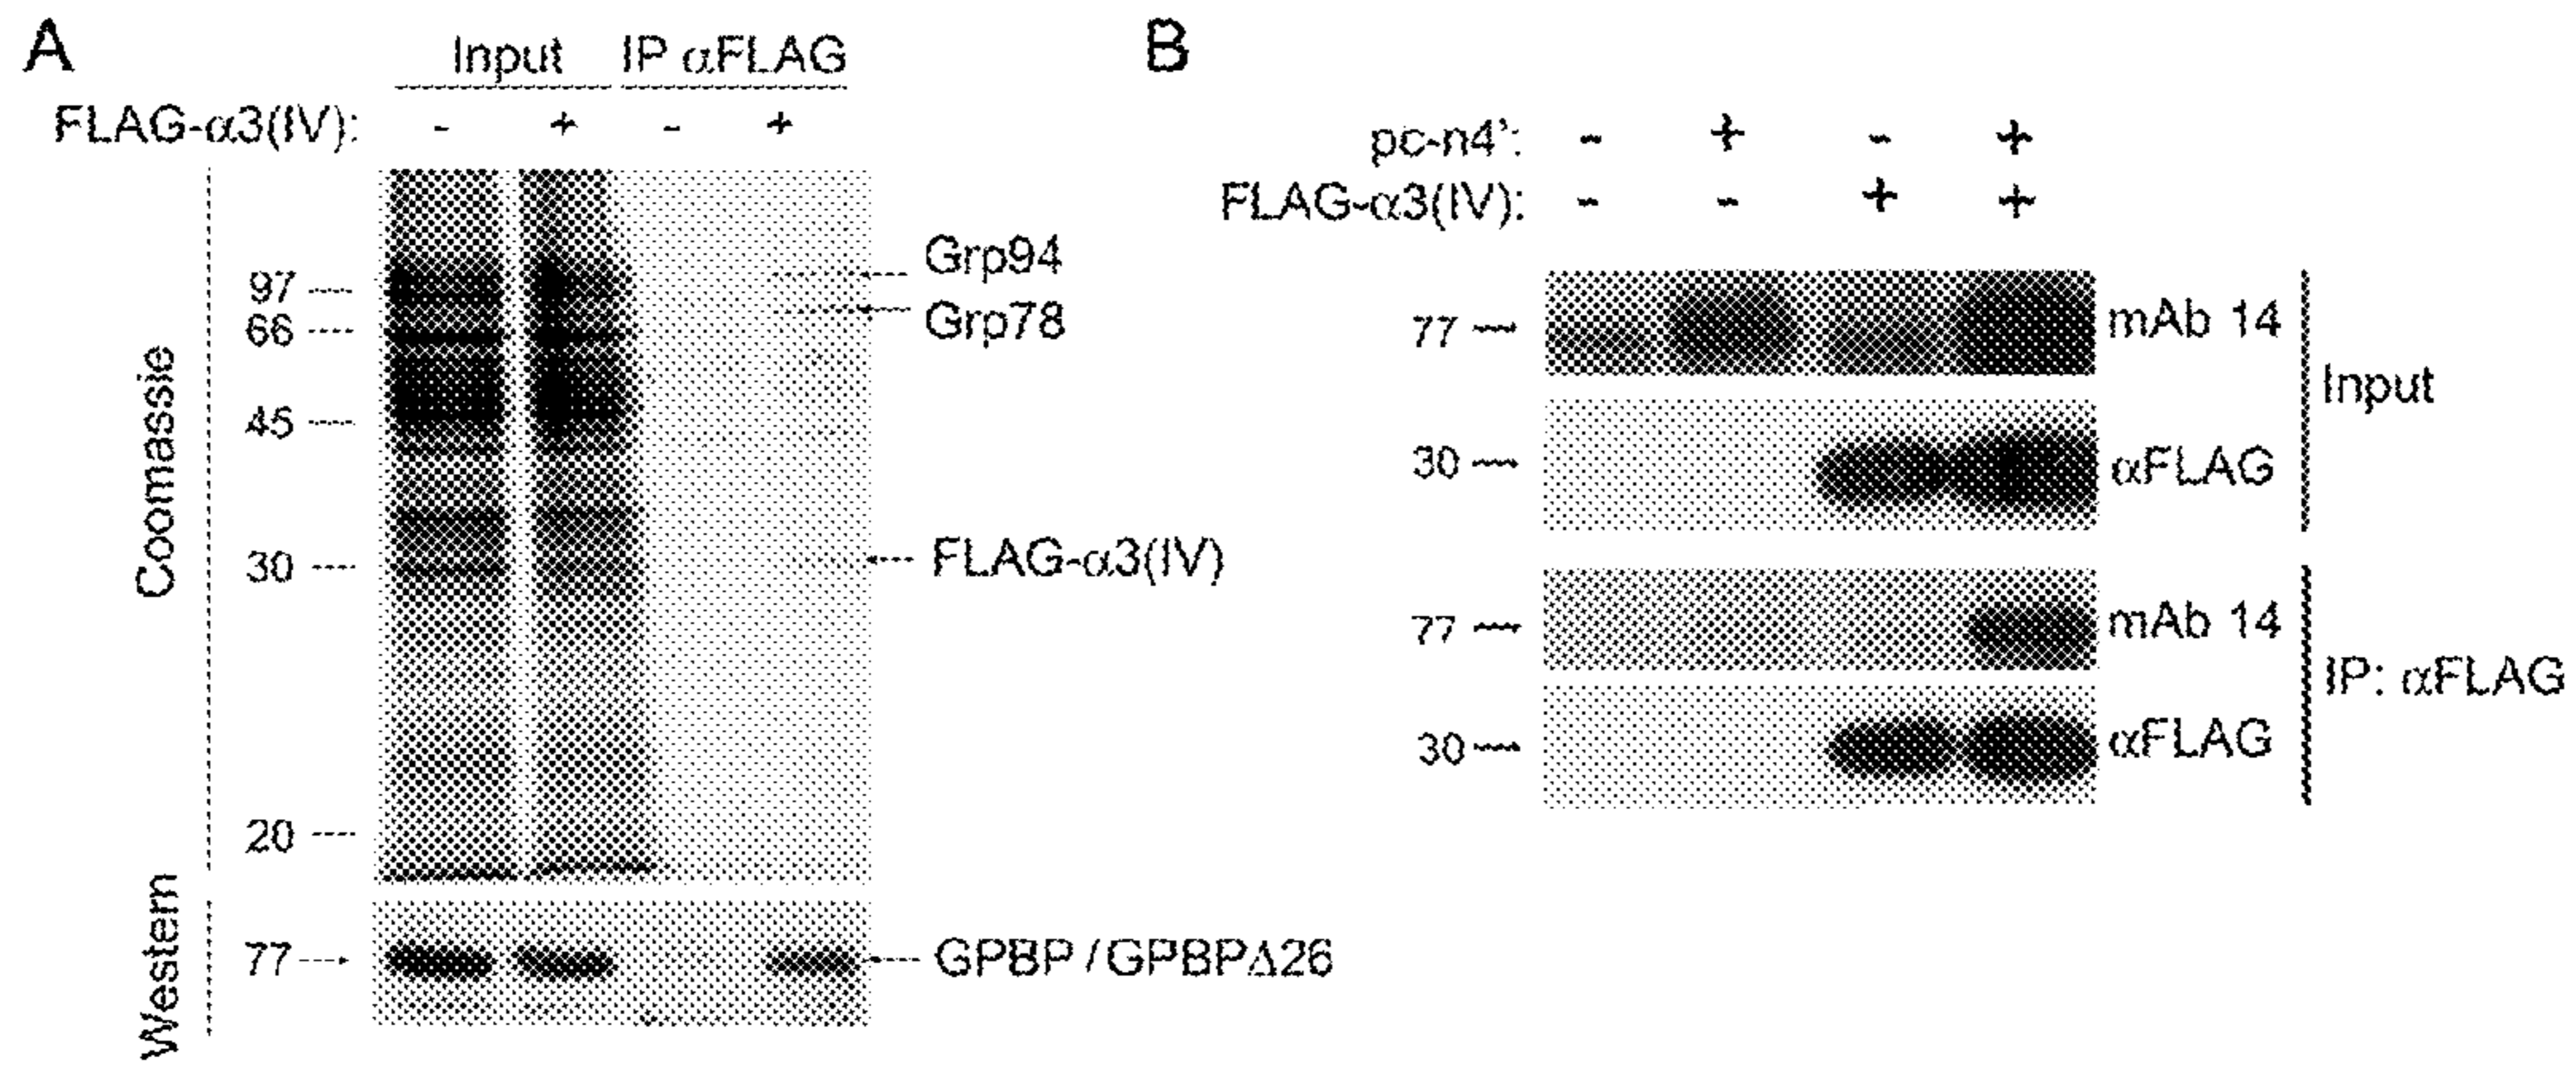 A
Input IP αFLAG
FLAG-α3(IV): - + - +
Coomassie
97
66
45
30
20
Grp94
Grp78
FLAG-α3(IV)
Western
77
GPBP / GPBPΔ26
B
pc-n4': - + - +
FLAG-α3(IV): - - + +
77 mAb 14
30 αFLAG
Input
77 mAb 14
30 αFLAG
IP: αFLAG